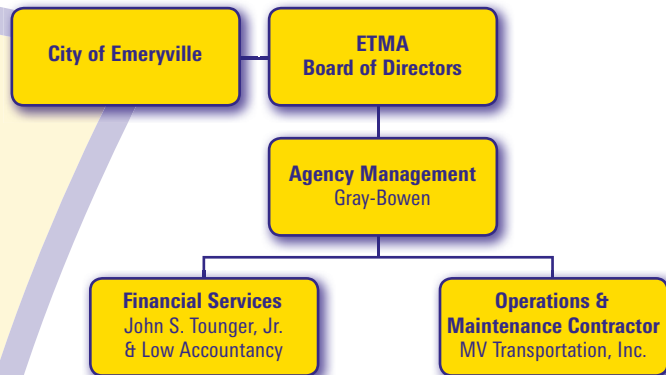 City of Emeryville
ETMA
Board of Directors
Agency Management
Gray-Bowen
Financial Services
John S. Tounger, Jr.
& Low Accountancy
Operations &
Maintenance Contractor
MV Transportation, Inc.